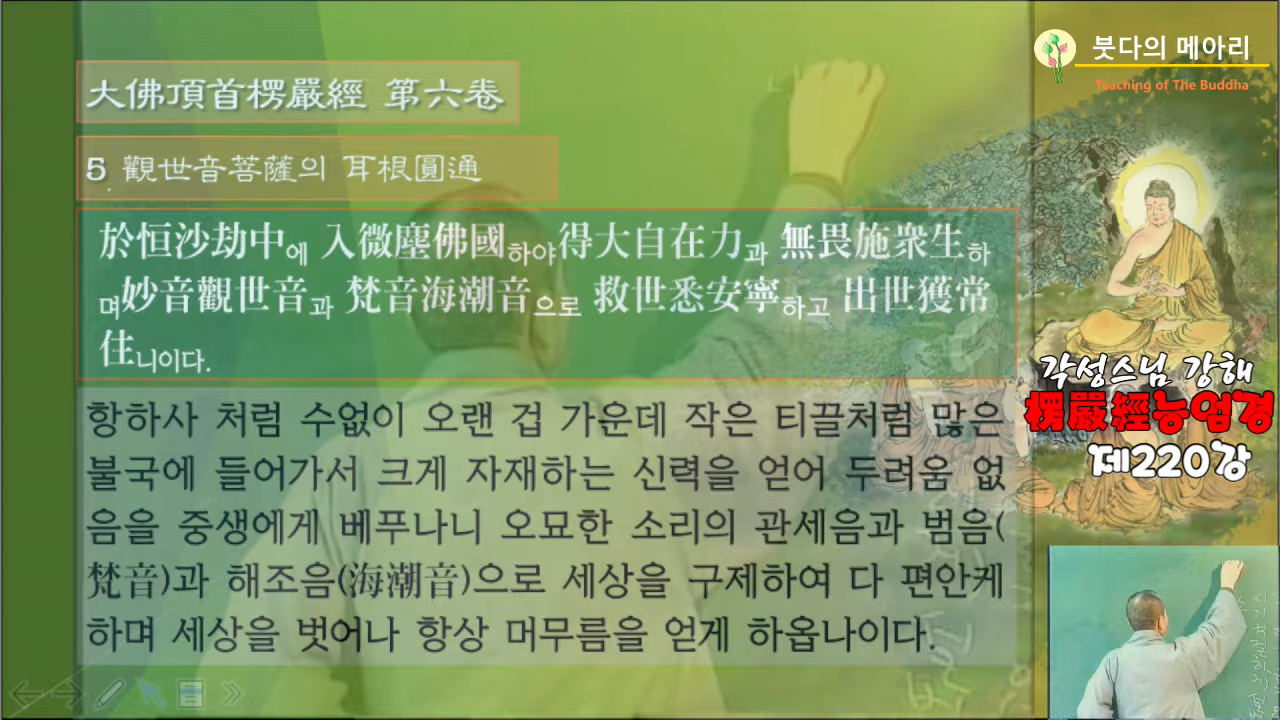 大佛頂首楞嚴經 第六卷
5. 觀世音菩薩의 耳根圓通
於恒沙劫中에 入微塵佛國하야得大自在力과 無畏施衆生하
며妙音觀世音과 梵音海潮音으로 救世悉安寧하고 出世獲常
住니이다.
항하사 처럼 수없이 오랜 겁 가운데 작은 티끌처럼 많은
불국에 들어가서 크게 자재하는 신력을 얻어 두려움 없
음을 중생에게 베푸나니 오묘한 소리의 관세음과 범음(
梵音)과 해조음(海潮音)으로 세상을 구제하여 다 편안케
하며 세상을 벗어나 항상 머무름을 얻게 하옵나이다.
붓다의 메아리
Teaching of The Buddha
각성스님 강해
楞嚴經능엄경
제220강